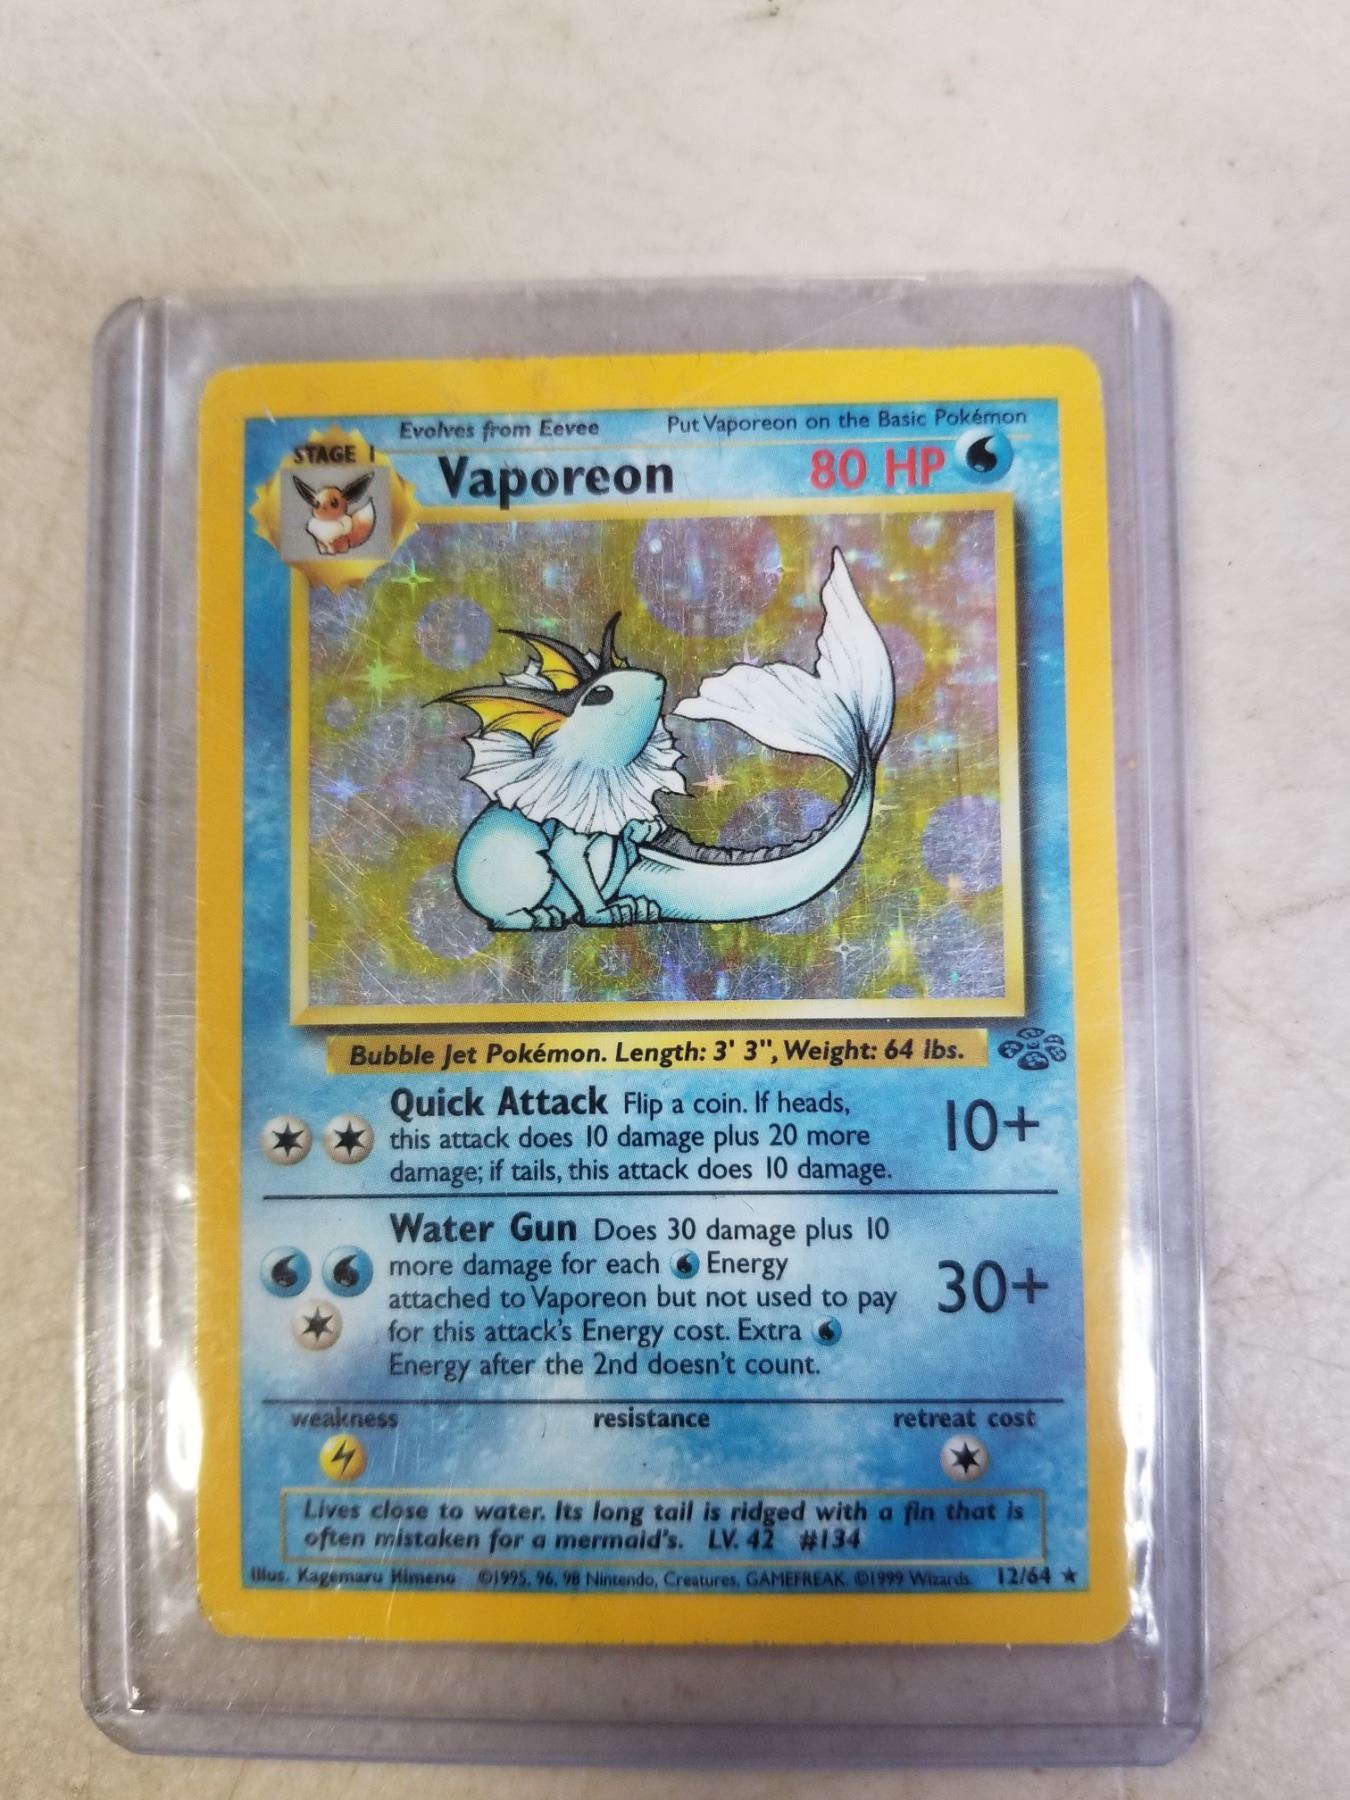 Evolves from Eevee Put Vaporeon on the Basic Pokémon
STAGE 1
Vaporeon 80 HP
Bubble Jet Pokémon. Length: 3' 3", Weight: 64 lbs.
Quick Attack Flip a coin. If heads,
this attack does 10 damage plus 20 more
damage; if tails, this attack does 10 damage.
10+
Water Gun Does 30 damage plus 10
more damage for each Energy
attached to Vaporeon but not used to pay
for this attack's Energy cost. Extra
Energy after the 2nd doesn't count.
30+
weakness resistance retreat cost
Lives close to water. Its long tail is ridged with a fin that is
often mistaken for a mermaid's. LV. 42 #134
Illus. Kagemaru Himeno ©1995, 96, 98 Nintendo, Creatures, GAMEFREAK. ©1999 Wizards. 12/64 ★